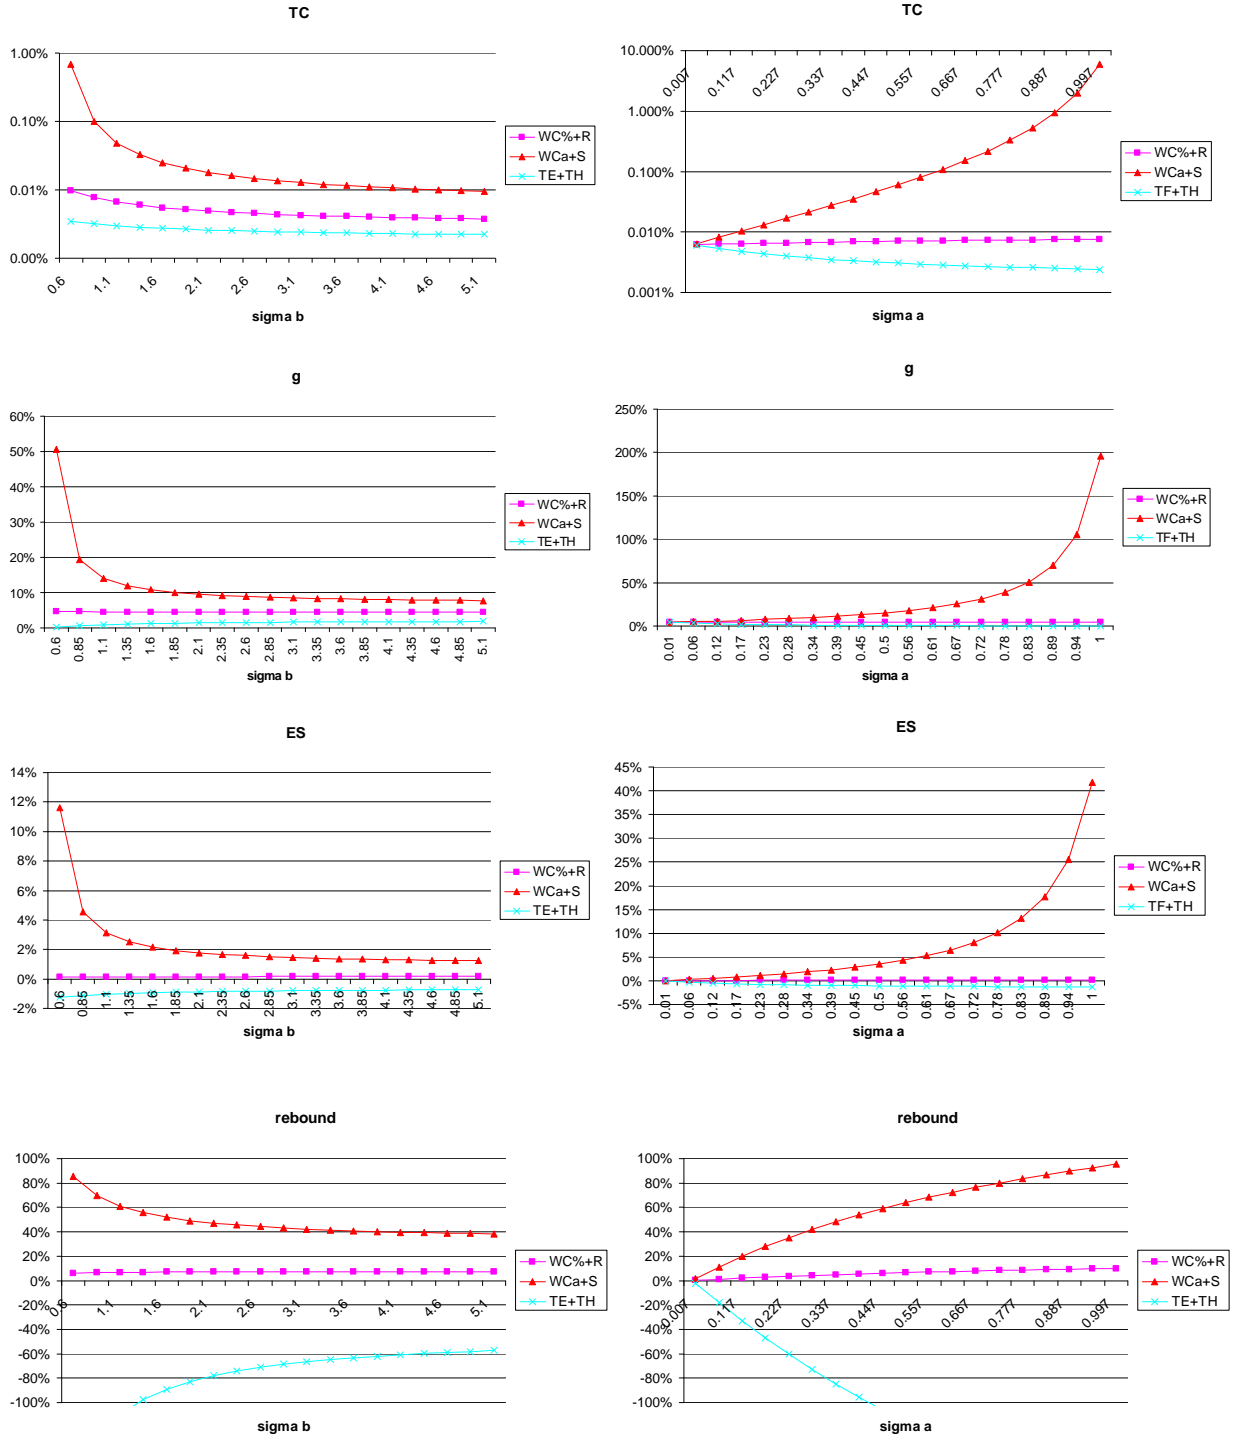 TC
1.00%
0.10%
0.01%
0.00%
0.6 1.1 1.6 2.1 2.6 3.1 3.6 4.1 4.6 5.1
sigma b
WC%+R
WCa+S
TE+TH
TC
10.000%
1.000%
0.100%
0.010%
0.001%
0.007 0.117 0.227 0.337 0.447 0.557 0.667 0.777 0.887 0.997
sigma a
WC%+R
WCa+S
TF+TH
g
60%
50%
40%
30%
20%
10%
0%
0.6 0.85 1.1 1.35 1.6 1.85 2.1 2.35 2.6 2.85 3.1 3.35 3.6 3.85 4.1 4.35 4.6 4.85 5.1
sigma b
WC%+R
WCa+S
TE+TH
g
250%
200%
150%
100%
50%
0%
0.01 0.06 0.12 0.17 0.23 0.28 0.34 0.39 0.45 0.5 0.56 0.61 0.67 0.72 0.78 0.83 0.89 0.94 1
sigma a
WC%+R
WCa+S
TF+TH
ES
14%
12%
10%
8%
6%
4%
2%
0%
-2%
0.6 0.85 1.1 1.35 1.6 1.85 2.1 2.35 2.6 2.85 3.1 3.35 3.6 3.85 4.1 4.35 4.6 4.85 5.1
sigma b
WC%+R
WCa+S
TE+TH
ES
45%
40%
35%
30%
25%
20%
15%
10%
5%
0%
-5%
0.01 0.06 0.12 0.17 0.23 0.28 0.34 0.39 0.45 0.5 0.56 0.61 0.67 0.72 0.78 0.83 0.89 0.94 1
sigma a
WC%+R
WCa+S
TF+TH
rebound
100%
80%
60%
40%
20%
0%
-20%
-40%
-60%
-80%
-100%
0.6 1.1 1.6 2.1 2.6 3.1 3.6 4.1 4.6 5.1
sigma b
WC%+R
WCa+S
TE+TH
rebound
100%
80%
60%
40%
20%
0%
-20%
-40%
-60%
-80%
-100%
0.007 0.117 0.227 0.337 0.447 0.557 0.667 0.777 0.887 0.997
sigma a
WC%+R
WCa+S
TE+TH